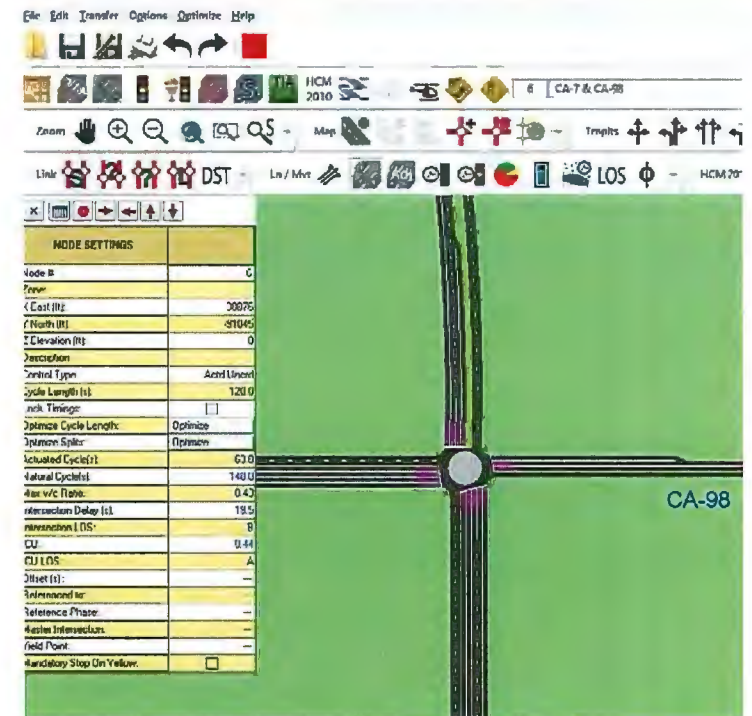 File Edit Transfer Options Optimize Help
TIA HCM 2010 6 CA-7 & CA-98
Zoom Map Tmplts
Link DST Ln / Mvt LOS Φ HCM 20
NODE SETTINGS
Node # 6
Zone:
X East (ft):
Y North (ft): -91045
Z Elevation (ft): 0
Description
Control Type Actd Uncrd
Cycle Length (s): 120.0
Lock Timings:
Optimize Cycle Length: Optimize
Optimize Splits: Optimize
Actuated Cycle(s):
Natural Cycle(s): 140.0
Max v/c Ratio: 0.43
Intersection Delay (s): 19.5
Intersection LOS: B
ICU: 0.44
ICU LOS: A
Offset (s): —
Referenced to: —
Reference Phase: —
Master Intersection: —
Yield Point: —
Mandatory Stop On Yellow:
CA-98